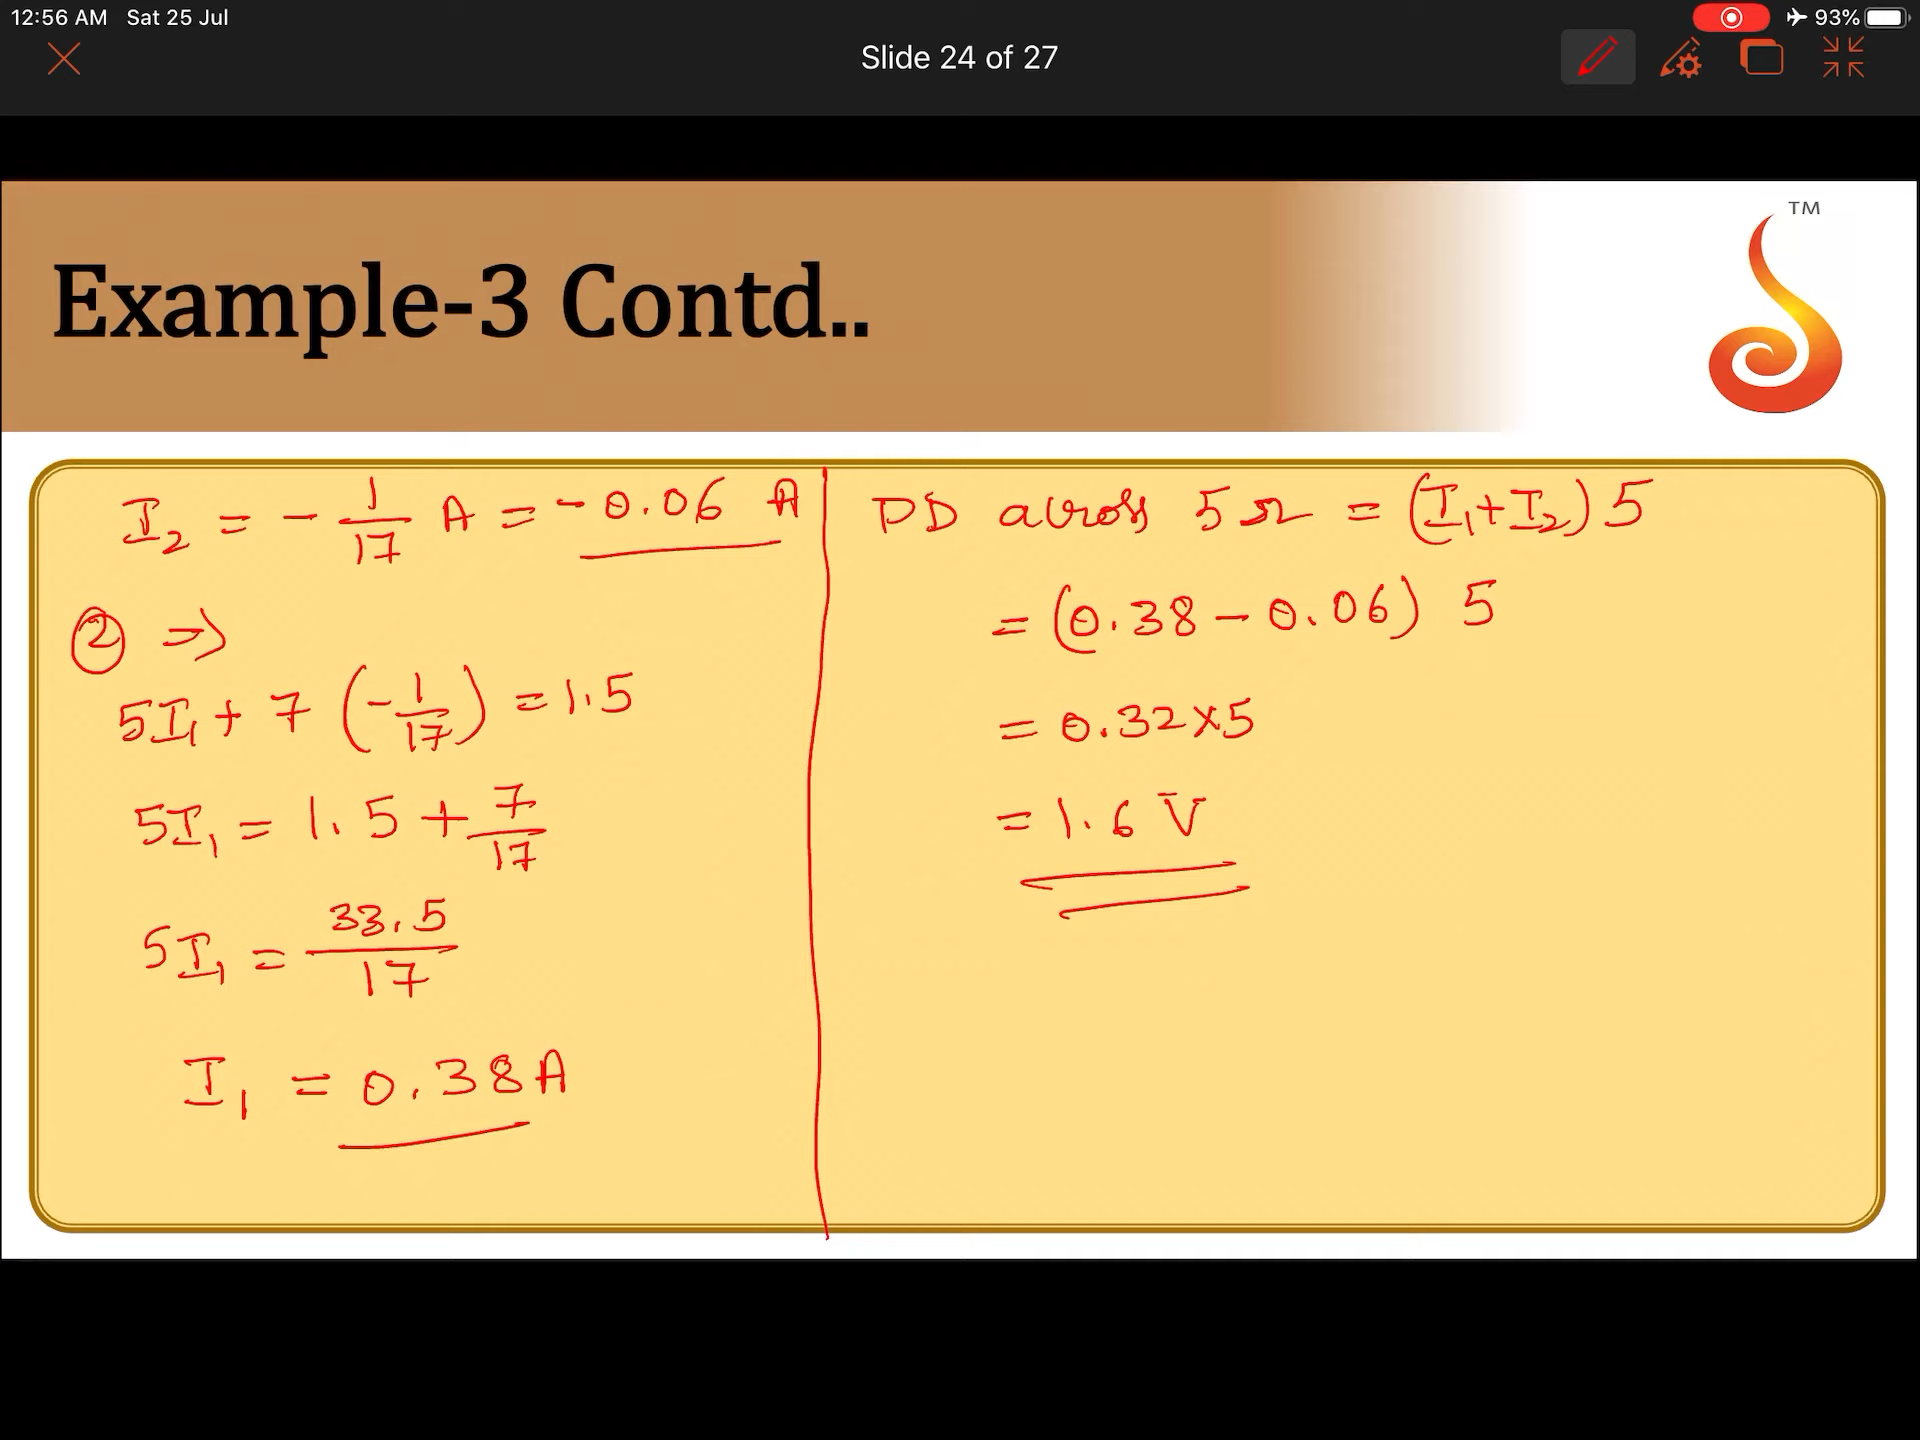 12:56 AM Sat 25 Jul
93%
Slide 24 of 27
TM
Example-3 Contd..
I₂ = - 1/17 A = -0.06 A
② ⇒
5I₁ + 7 (-1/17) = 1.5
5I₁ = 1.5 + 7/17
5I₁ = 33.5/17
I₁ = 0.38 A
PD across 5 Ω = (I₁+I₂) 5
= (0.38 - 0.06) 5
= 0.32 × 5
= 1.6 V